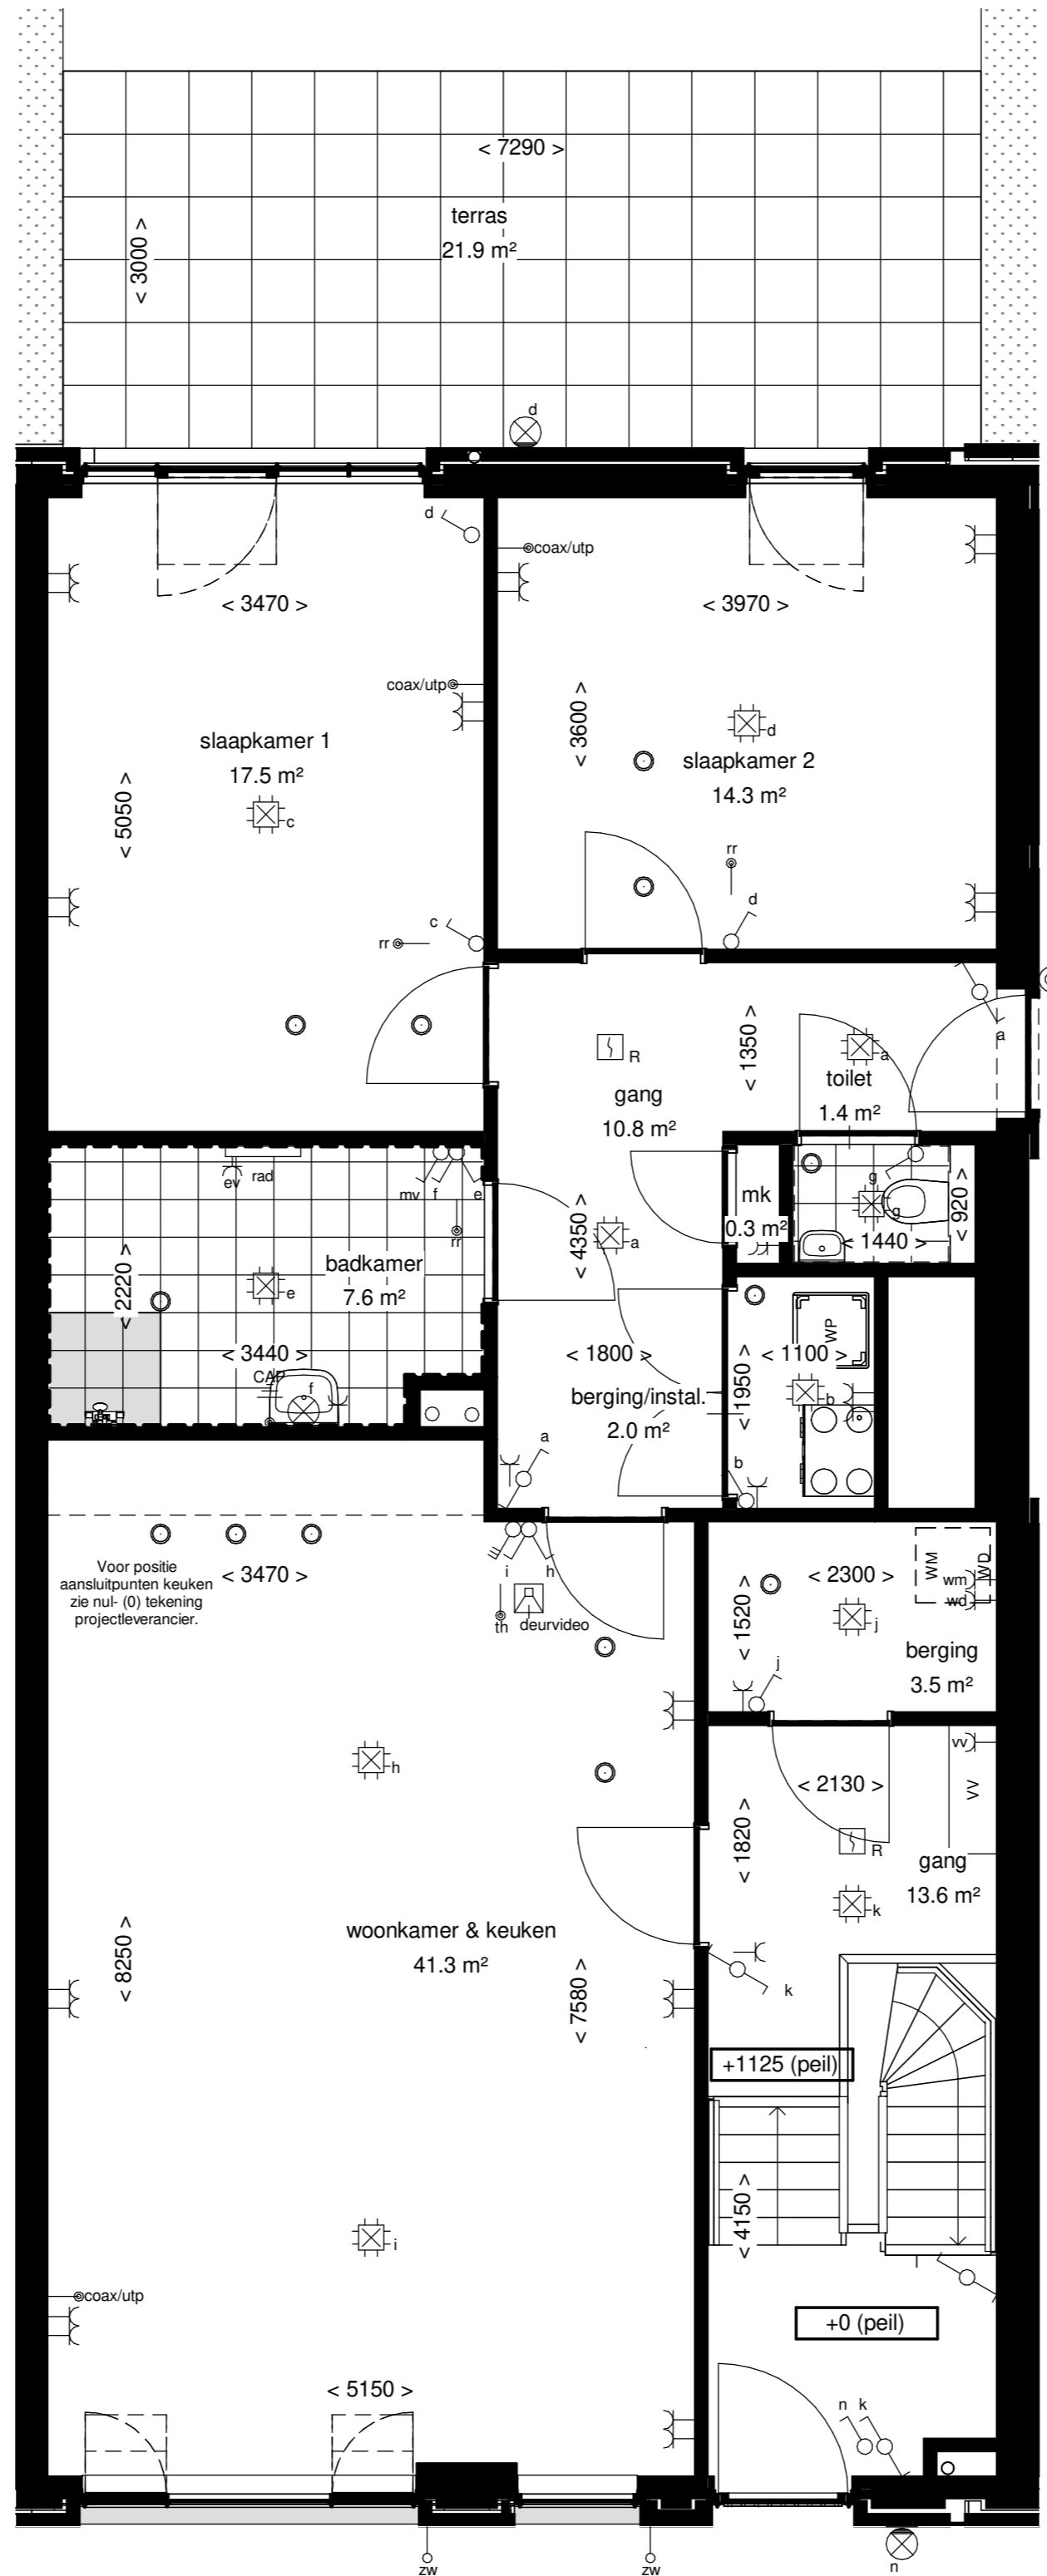 < 7290 >
terras
21.9 m²
< 3000 >
d
d
coax/utp
< 3470 >
< 3970 >
coax/utp
< 3600 >
d
slaapkamer 1
17.5 m²
slaapkamer 2
14.3 m²
< 5050 >
c
rr
d
c
rr
a
R
< 1350 >
a
toilet
1.4 m²
gang
10.8 m²
ev
rad
mv
f
e
rr
mk
0.3 m²
g
g
< 920 >
< 1440 >
< 4350 >
a
badkamer
7.6 m²
< 2220 >
e
< 3440 >
CAP
f
< 1800 >
< 1950 >
< 1100 >
WP
b
berging/instal.
2.0 m²
a
b
Voor positie
aansluitpunten keuken
zie nul- (0) tekening
projectleverancier.
< 3470 >
i
h
th
deurvideo
< 2300 >
WM
WD
wm
wd
< 1520 >
j
berging
3.5 m²
j
h
vv
VV
< 2130 >
< 1820 >
R
gang
13.6 m²
k
woonkamer & keuken
41.3 m²
< 8250 >
< 7580 >
k
+1125 (peil)
< 4150 >
i
coax/utp
+0 (peil)
< 5150 >
n
k
zw
zw
n